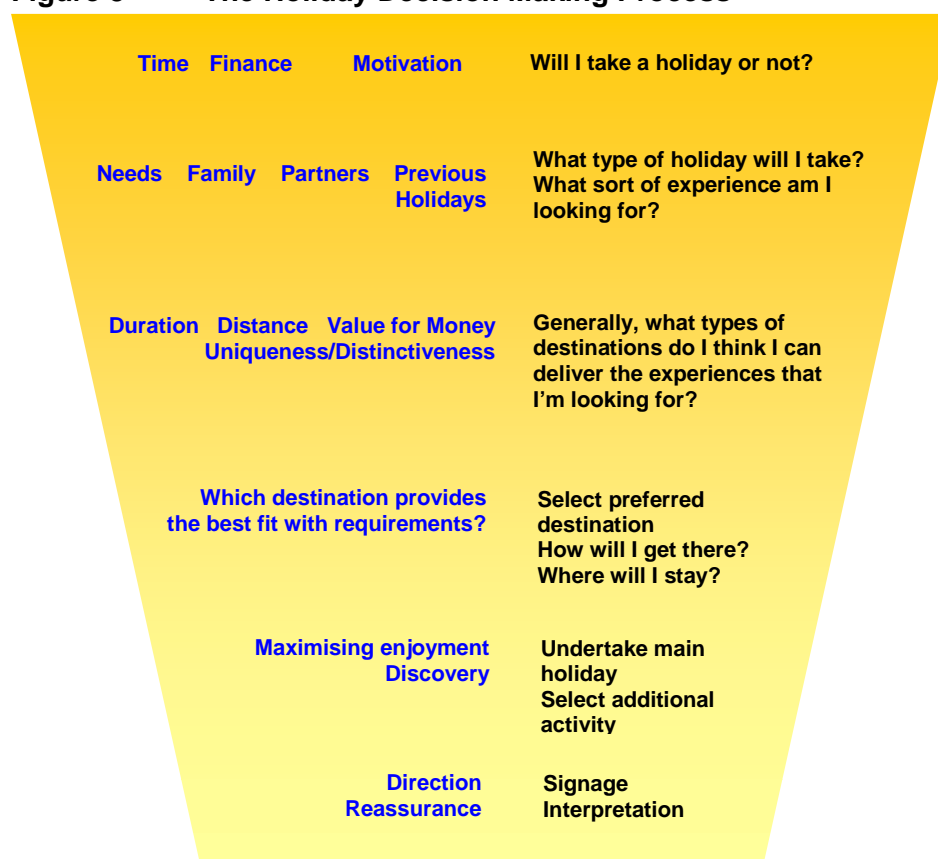 Time Finance Motivation Will I take a holiday or not?
Needs Family Partners Previous
Holidays
What type of holiday will I take?
What sort of experience am I
looking for?
Duration Distance Value for Money
Uniqueness/Distinctiveness
Generally, what types of
destinations do I think I can
deliver the experiences that
I'm looking for?
Which destination provides
the best fit with requirements?
Select preferred
destination
How will I get there?
Where will I stay?
Maximising enjoyment
Discovery
Undertake main
holiday
Select additional
activity
Direction
Reassurance
Signage
Interpretation